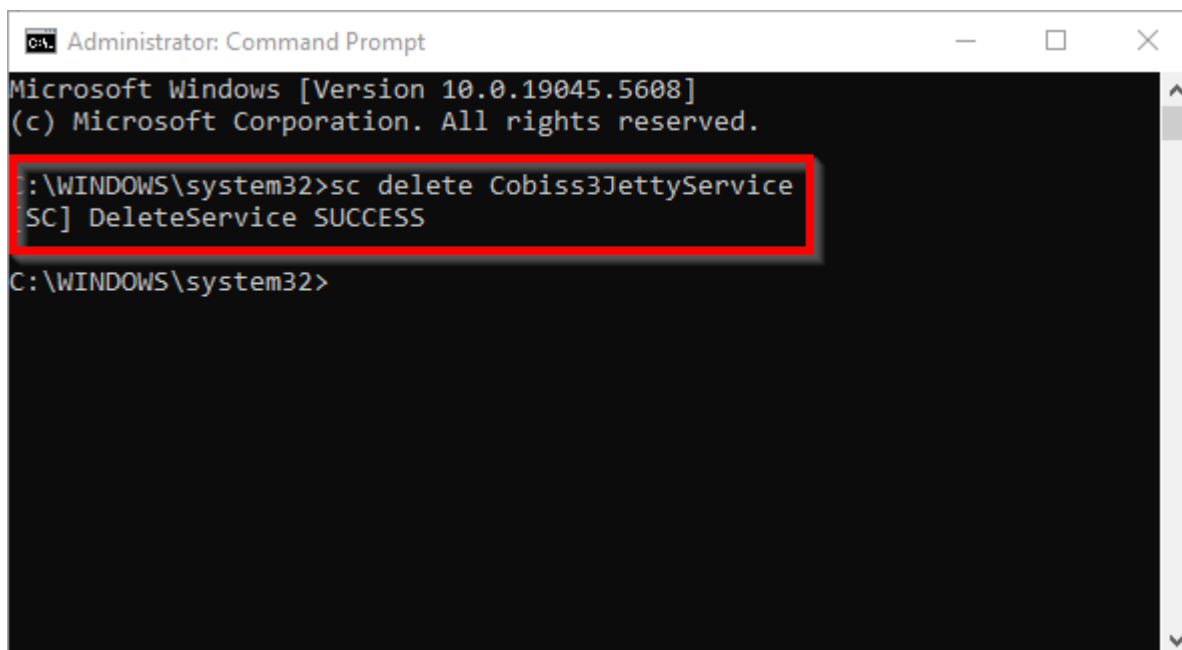 Administrator: Command Prompt
Microsoft Windows [Version 10.0.19045.5608]
(c) Microsoft Corporation. All rights reserved.
C:\WINDOWS\system32>sc delete Cobiss3JettyService
[SC] DeleteService SUCCESS
C:\WINDOWS\system32>